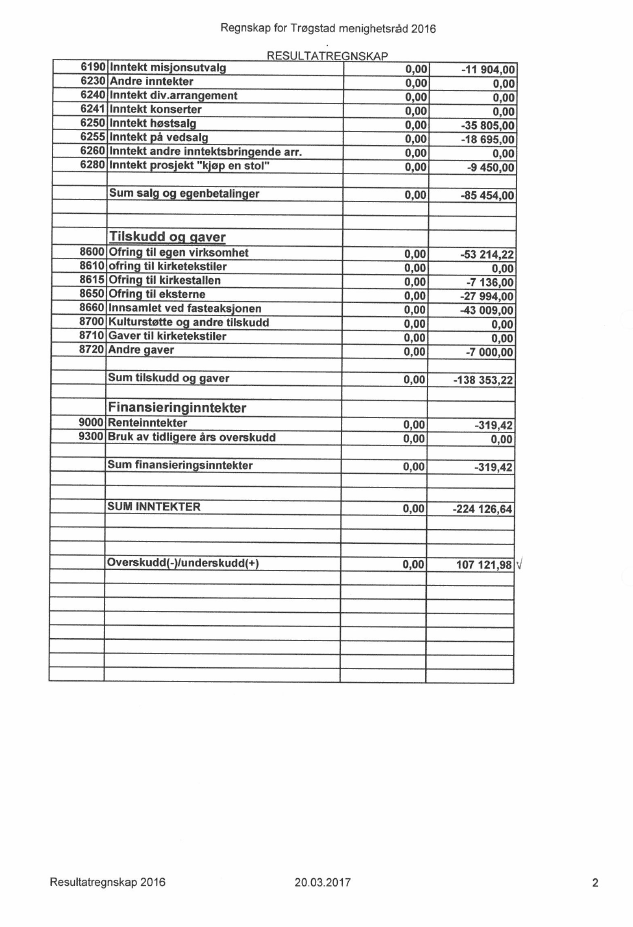 Regnskap for Trøgstad menighetsråd 2016
RESULTATREGNSKAP
6190 Inntekt misjonsutvalg 0,00 -11 904,00
6230 Andre inntekter 0,00 0,00
6240 Inntekt div.arrangement 0,00 0,00
6241 Inntekt konserter 0,00 0,00
6250 Inntekt høstsalg 0,00 -35 805,00
6255 Inntekt på vedsalg 0,00 -18 695,00
6260 Inntekt andre inntektsbringende arr. 0,00 0,00
6280 Inntekt prosjekt "kjøp en stol" 0,00 -9 450,00
Sum salg og egenbetalinger 0,00 -85 454,00
Tilskudd og gaver
8600 Ofring til egen virksomhet 0,00 -53 214,22
8610 ofring til kirketekstiler 0,00 0,00
8615 Ofring til kirkestallen 0,00 -7 136,00
8650 Ofring til eksterne 0,00 -27 994,00
8660 Innsamlet ved fasteaksjonen 0,00 -43 009,00
8700 Kulturstøtte og andre tilskudd 0,00 0,00
8710 Gaver til kirketekstiler 0,00 0,00
8720 Andre gaver 0,00 -7 000,00
Sum tilskudd og gaver 0,00 -138 353,22
Finansieringinntekter
9000 Renteinntekter 0,00 -319,42
9300 Bruk av tidligere års overskudd 0,00 0,00
Sum finansieringsinntekter 0,00 -319,42
SUM INNTEKTER 0,00 -224 126,64
Overskudd(-)/underskudd(+) 0,00 107 121,98 √
Resultatregnskap 2016 20.03.2017 2